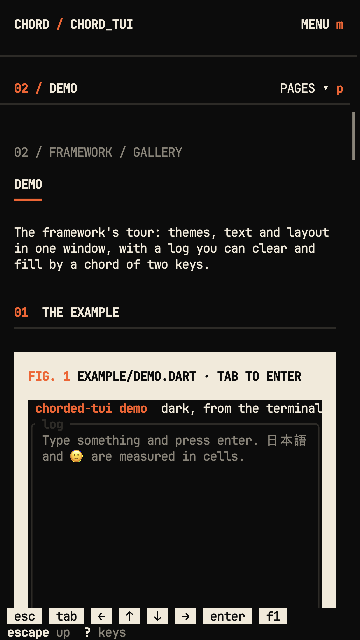 CHORD / CHORD_TUI MENU m
02 / DEMO PAGES ▾ p
02 / FRAMEWORK / GALLERY
DEMO
The framework's tour: themes, text and layout
in one window, with a log you can clear and
fill by a chord of two keys.
01 THE EXAMPLE
FIG. 1 EXAMPLE/DEMO.DART · TAB TO ENTER
chorded-tui demo dark, from the terminal
log
Type something and press enter. 日本語
and 😀 are measured in cells.
esc tab ← ↑ ↓ → enter f1
escape up ? keys